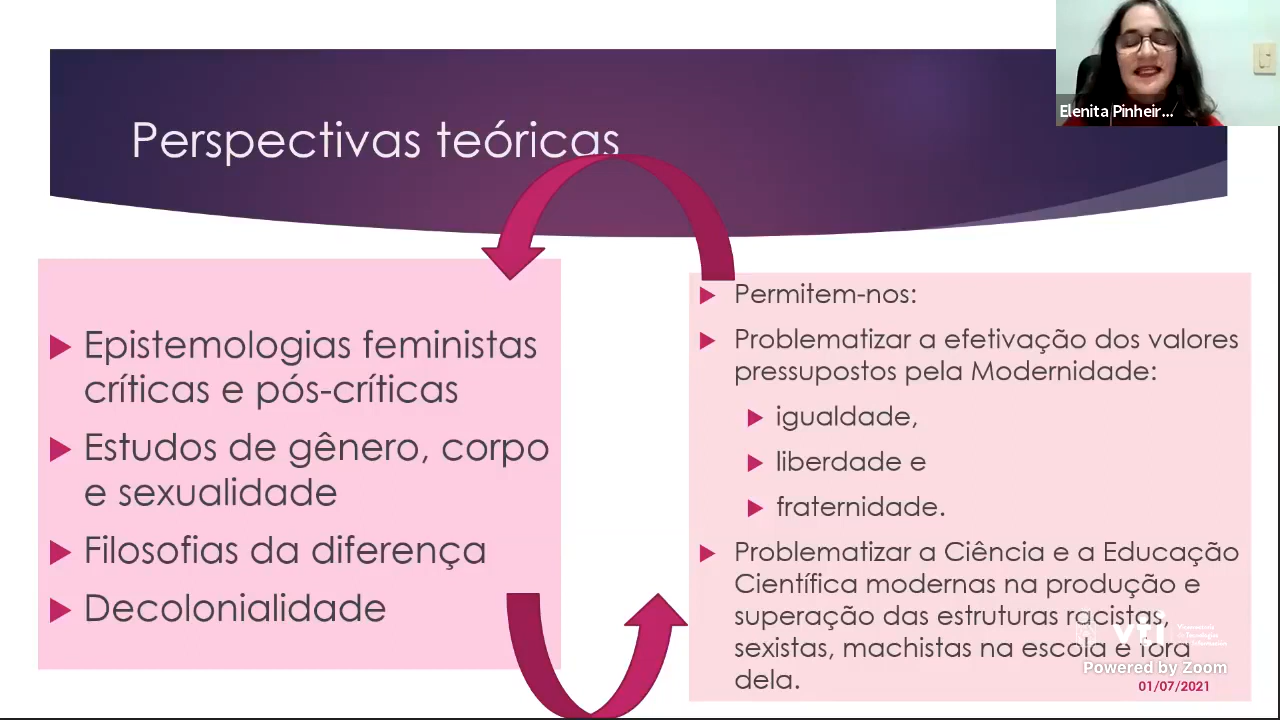 Elenita Pinheir...
Perspectivas teóricas
Epistemologias feministas
críticas e pós-críticas
Estudos de gênero, corpo
e sexualidade
Filosofias da diferença
Decolonialidade
Permitem-nos:
Problematizar a efetivação dos valores
pressupostos pela Modernidade:
igualdade,
liberdade e
fraternidade.
Problematizar a Ciência e a Educação
Científica modernas na produção e
superação das estruturas racistas,
sexistas, machistas na escola e fora
dela.
vti
Powered by Zoom
01/07/2021